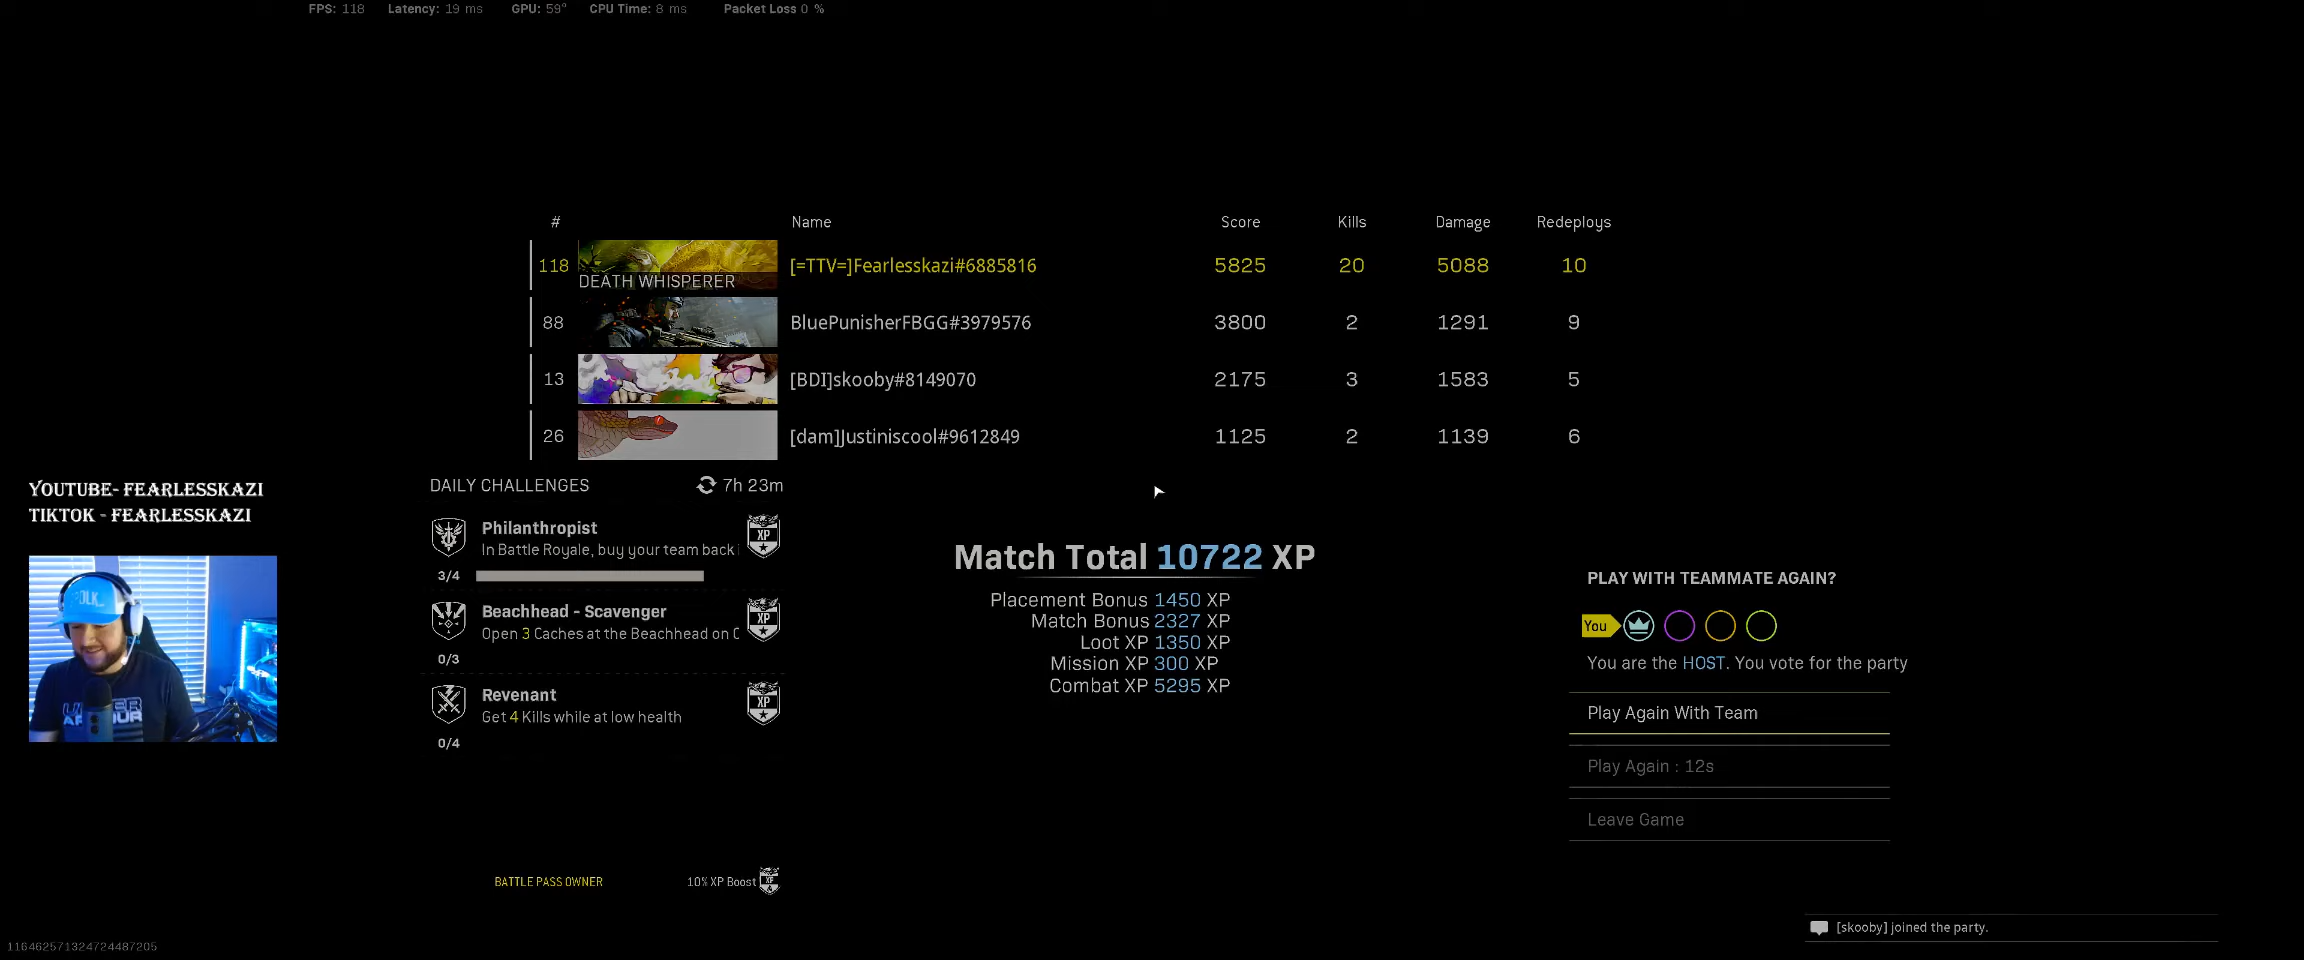 FPS: 118 Latency: 19 ms GPU: 59° CPU Time: 8 ms Packet Loss 0 %
# Name Score Kills Damage Redeploys
118 DEATH WHISPERER [=TTV=]Fearlesskazi#6885816 5825 20 5088 10
88 BluePunisherFBGG#3979576 3800 2 1291 9
13 [BDI]skooby#8149070 2175 3 1583 5
26 [dam]Justiniscool#9612849 1125 2 1139 6
YOUTUBE- FEARLESSKAZI
TIKTOK - FEARLESSKAZI
DAILY CHALLENGES 7h 23m
Philanthropist
In Battle Royale, buy your team back
XP
3/4
Beachhead - Scavenger
Open 3 Caches at the Beachhead on
XP
0/3
Revenant
Get 4 Kills while at low health
XP
0/4
BATTLE PASS OWNER 10% XP Boost
Match Total 10722 XP
Placement Bonus 1450 XP
Match Bonus 2327 XP
Loot XP 1350 XP
Mission XP 300 XP
Combat XP 5295 XP
PLAY WITH TEAMMATE AGAIN?
You
You are the HOST. You vote for the party
Play Again With Team
Play Again : 12s
Leave Game
[skooby] joined the party.
116462571324724487205